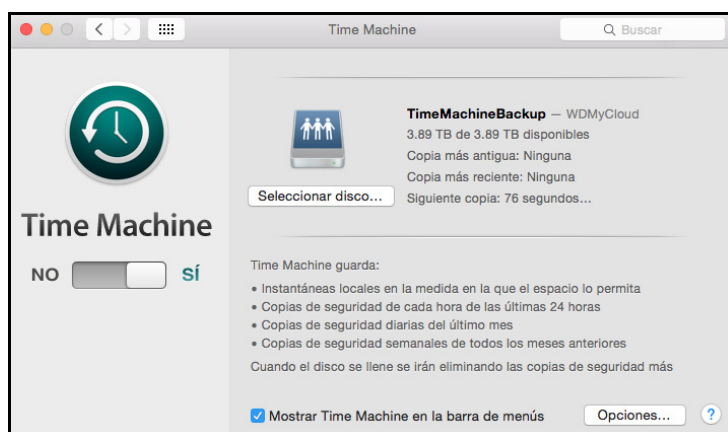 Time Machine
Buscar
TimeMachineBackup — WDMyCloud
3.89 TB de 3.89 TB disponibles
Copia más antigua: Ninguna
Copia más reciente: Ninguna
Seleccionar disco...
Siguiente copia: 76 segundos...
Time Machine
NO SÍ
Time Machine guarda:
• Instantáneas locales en la medida en la que el espacio lo permita
• Copias de seguridad de cada hora de las últimas 24 horas
• Copias de seguridad diarias del último mes
• Copias de seguridad semanales de todos los meses anteriores
Cuando el disco se llene se irán eliminando las copias de seguridad más
Mostrar Time Machine en la barra de menús
Opciones...
?